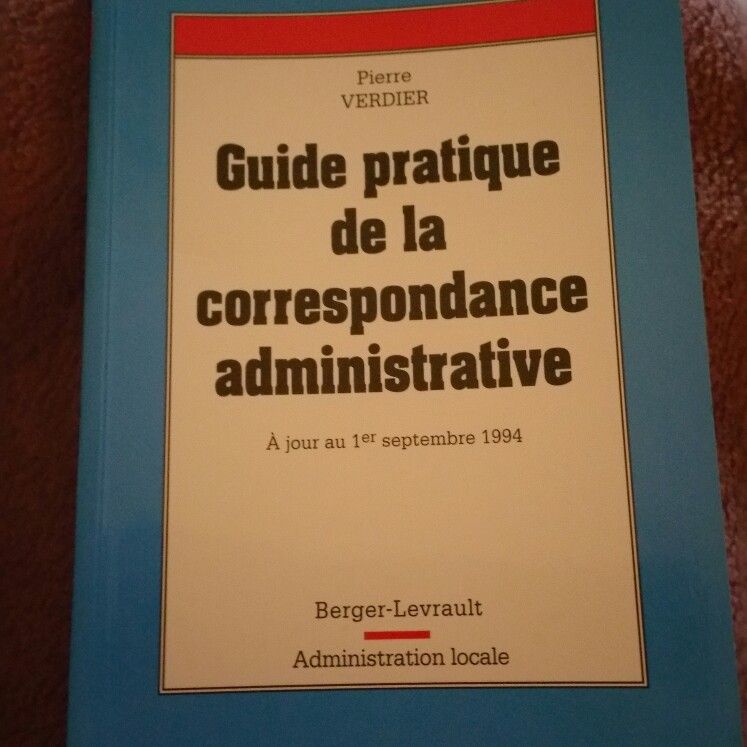 Pierre
VERDIER
Guide pratique
de la
correspondance
administrative
À jour au 1er septembre 1994
Berger-Levrault
Administration locale